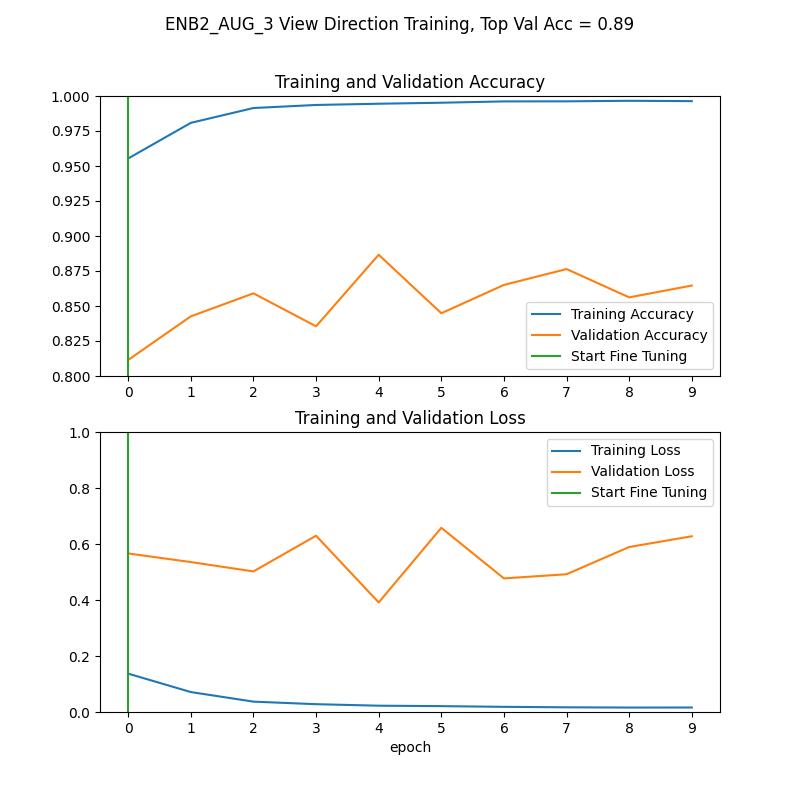 ENB2_AUG_3 View Direction Training, Top Val Acc = 0.89
Training and Validation Accuracy
1.000
0.975
0.950
0.925
0.900
0.875
0.850
0.825
0.800
Training Accuracy
Validation Accuracy
Start Fine Tuning
0 1 2 3 4 5 6 7 8 9
Training and Validation Loss
1.0
0.8
0.6
0.4
0.2
0.0
Training Loss
Validation Loss
Start Fine Tuning
0 1 2 3 4 5 6 7 8 9
epoch